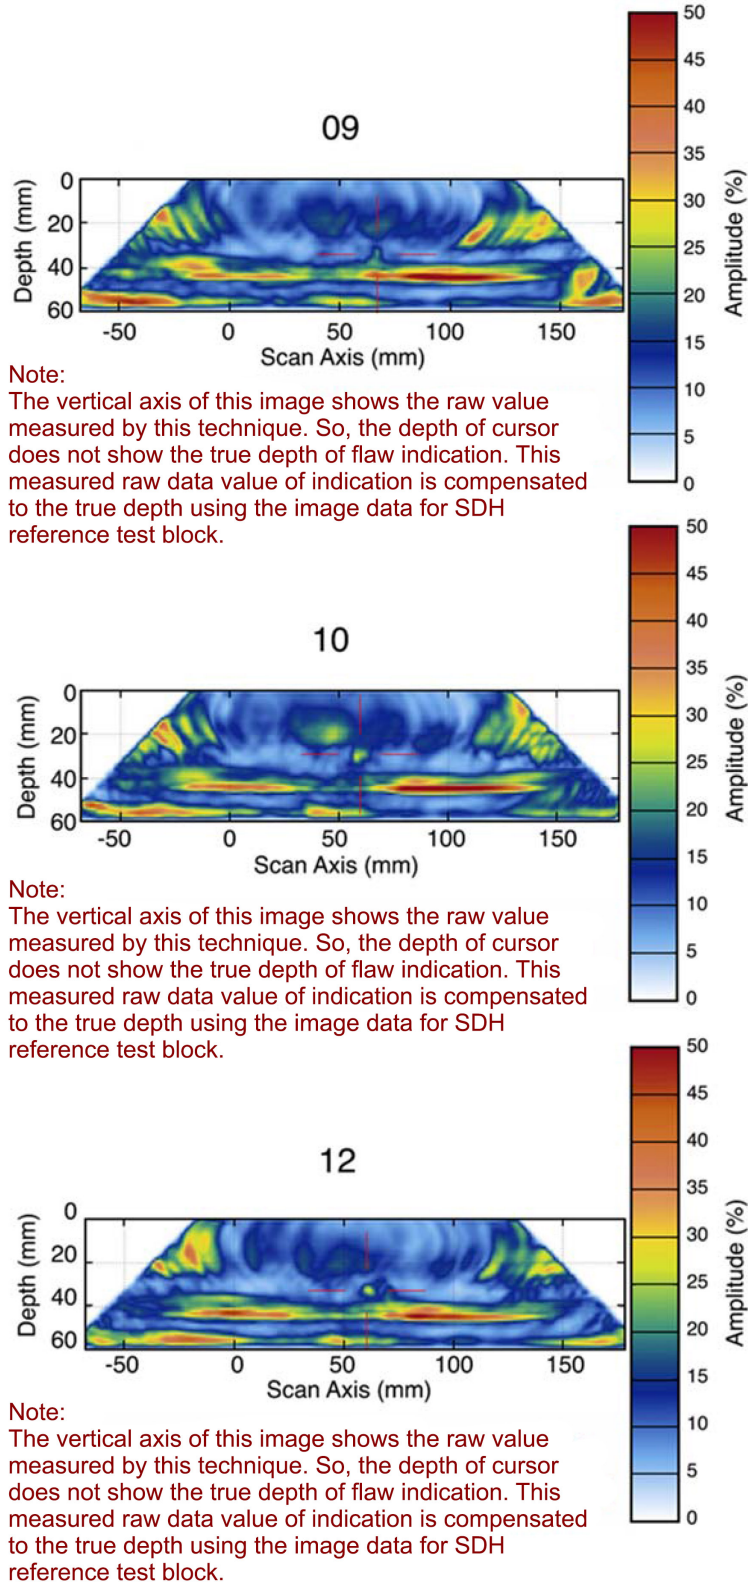 50
45
40
35
30
25
20
15
10
5
0
Amplitude (%)
09
0
20
40
60
Depth (mm)
-50 0 50 100 150
Scan Axis (mm)
Note:
The vertical axis of this image shows the raw value
measured by this technique. So, the depth of cursor
does not show the true depth of flaw indication. This
measured raw data value of indication is compensated
to the true depth using the image data for SDH
reference test block.
50
45
40
35
30
25
20
15
10
5
0
Amplitude (%)
10
0
20
40
60
Depth (mm)
-50 0 50 100 150
Scan Axis (mm)
Note:
The vertical axis of this image shows the raw value
measured by this technique. So, the depth of cursor
does not show the true depth of flaw indication. This
measured raw data value of indication is compensated
to the true depth using the image data for SDH
reference test block.
50
45
40
35
30
25
20
15
10
5
0
Amplitude (%)
12
0
20
40
60
Depth (mm)
-50 0 50 100 150
Scan Axis (mm)
Note:
The vertical axis of this image shows the raw value
measured by this technique. So, the depth of cursor
does not show the true depth of flaw indication. This
measured raw data value of indication is compensated
to the true depth using the image data for SDH
reference test block.